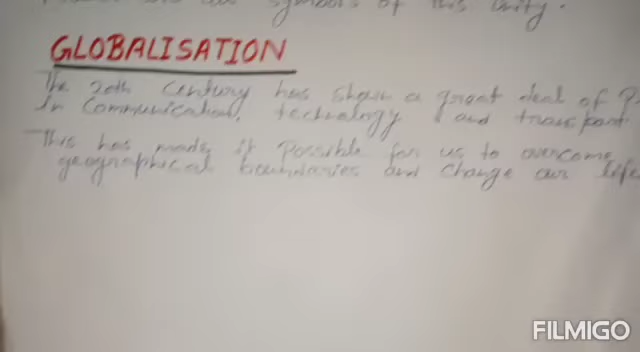 symbols of this unity.
GLOBALISATION
The 20th Century has shown a great deal of
In Communication, technology and transport
This has made it possible for us to overcome
geographical boundaries and change our life
FILMIGO